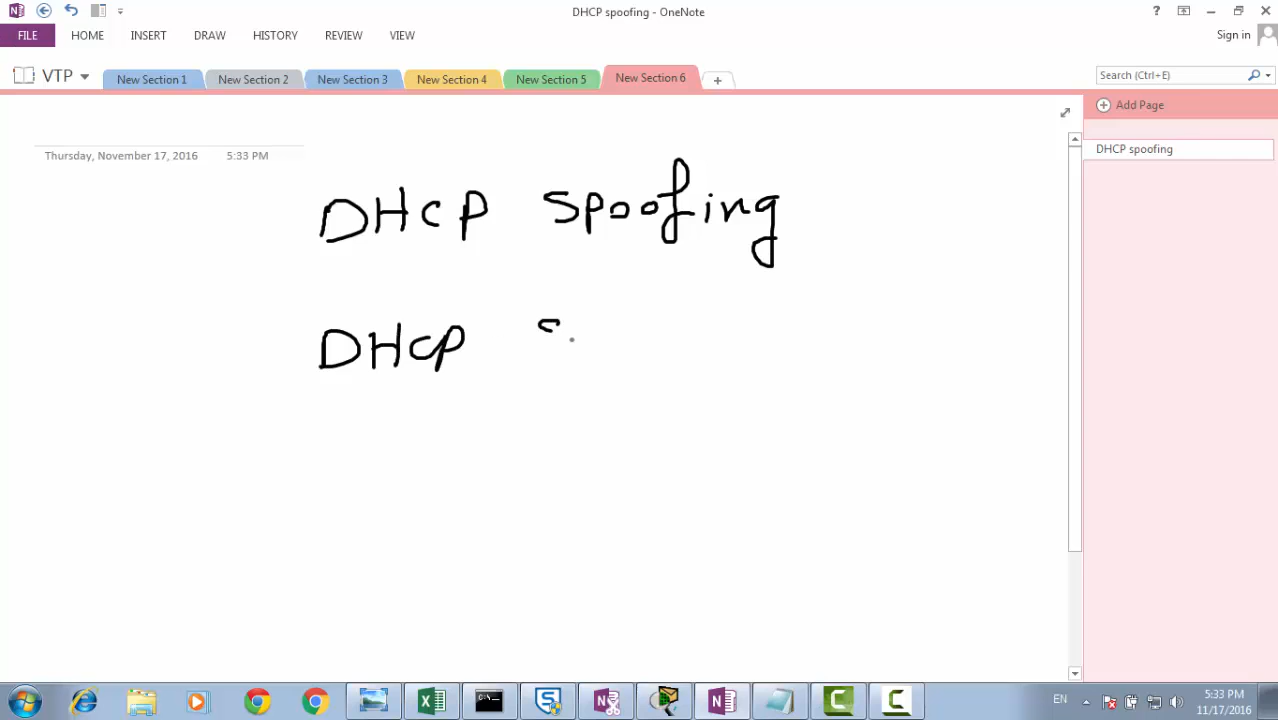 DHCP spoofing - OneNote
?
Sign in
FILE HOME INSERT DRAW HISTORY REVIEW VIEW
VTP New Section 1 New Section 2 New Section 3 New Section 4 New Section 5 New Section 6 + Search (Ctrl+E)
Add Page
Thursday, November 17, 2016 5:33 PM
DHCP spoofing
DHCP spoofing
DHCP
EN 5:33 PM
11/17/2016